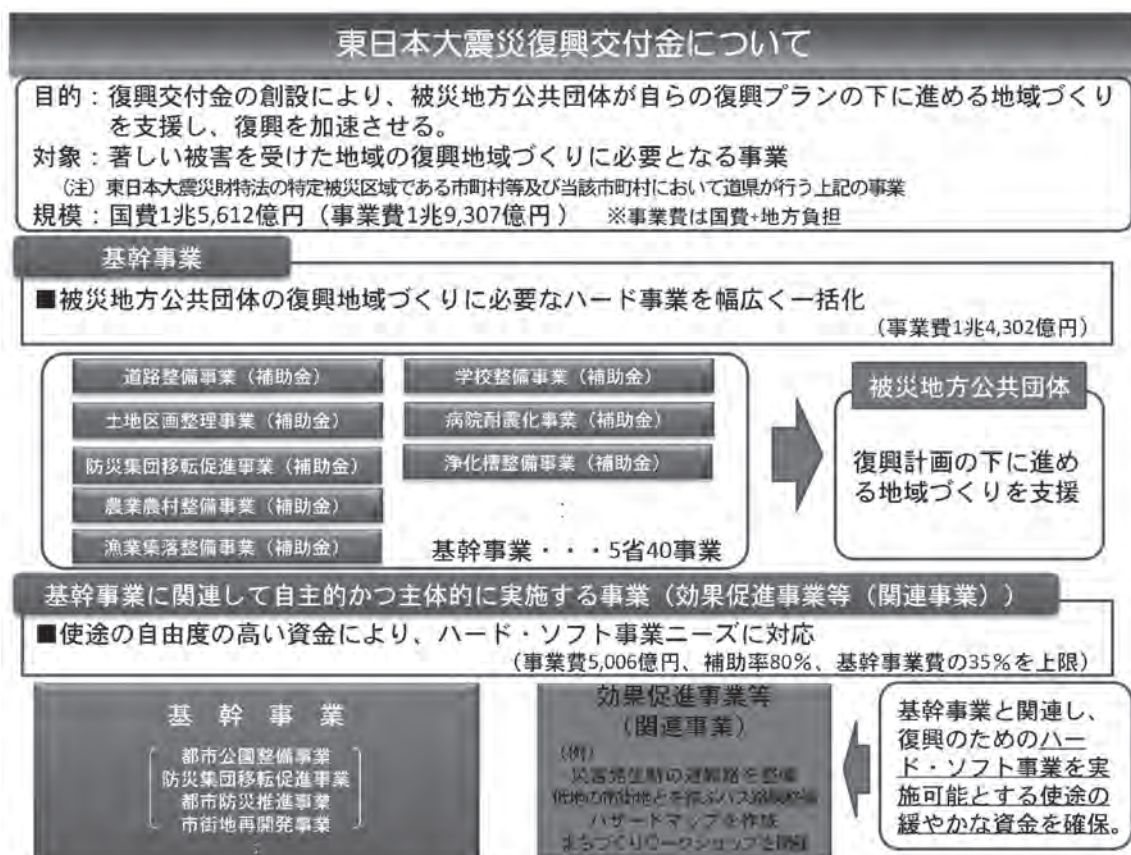 東日本大震災復興交付金について
目的：復興交付金の創設により、被災地方公共団体が自らの復興プランの下に進める地域づくり
を支援し、復興を加速させる。
対象：著しい被害を受けた地域の復興地域づくりに必要となる事業
（注）東日本大震災財特法の特定被災区域である市町村等及び当該市町村において道県が行う上記の事業
規模：国費1兆5,612億円（事業費1兆9,307億円）　※事業費は国費+地方負担
基幹事業
■被災地方公共団体の復興地域づくりに必要なハード事業を幅広く一括化
（事業費1兆4,302億円）
道路整備事業（補助金）
土地区画整理事業（補助金）
防災集団移転促進事業（補助金）
農業農村整備事業（補助金）
漁業集落整備事業（補助金）
学校整備事業（補助金）
病院耐震化事業（補助金）
浄化槽整備事業（補助金）
：
基幹事業・・・5省40事業
被災地方公共団体
復興計画の下に進め
る地域づくりを支援
基幹事業に関連して自主的かつ主体的に実施する事業（効果促進事業等（関連事業））
■使途の自由度の高い資金により、ハード・ソフト事業ニーズに対応
（事業費5,006億円、補助率80%、基幹事業費の35%を上限）
基幹事業
都市公園整備事業
防災集団移転促進事業
都市防災推進事業
市街地再開発事業
：
効果促進事業等
（関連事業）
（例）
災害発生時の避難路を整備
ハザードマップを作成
まちづくりワークショップを開催
基幹事業と関連し、
復興のためのハー
ド・ソフト事業を実
施可能とする使途の
緩やかな資金を確保。